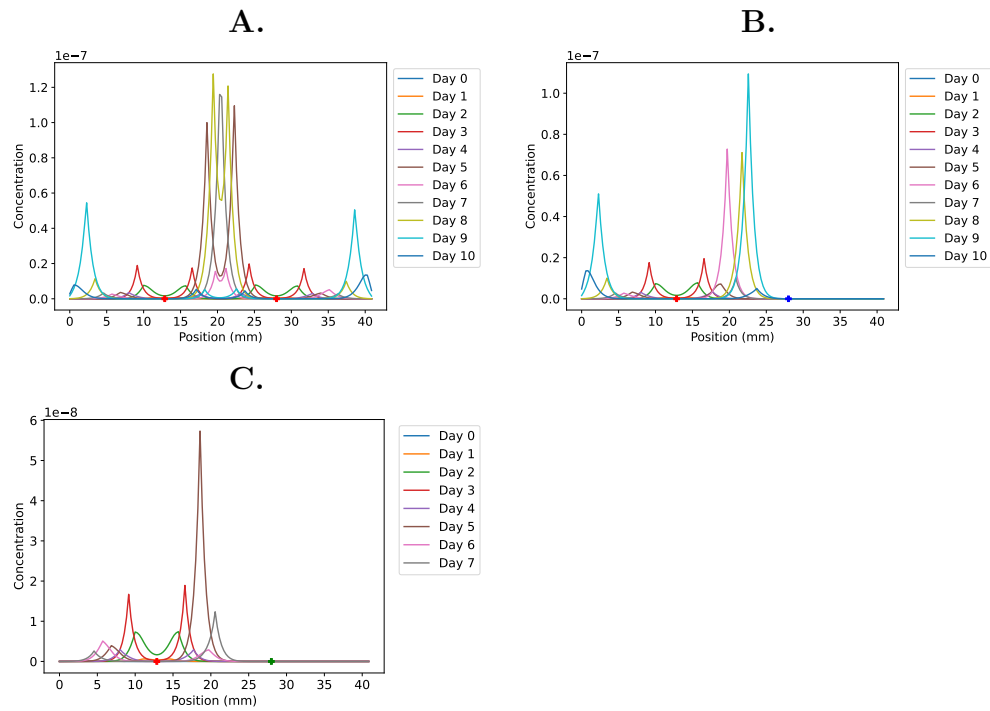 A.
1e−7
Concentration
1.2
1.0
0.8
0.6
0.4
0.2
0.0
0 5 10 15 20 25 30 35 40
Position (mm)
Day 0
Day 1
Day 2
Day 3
Day 4
Day 5
Day 6
Day 7
Day 8
Day 9
Day 10
B.
1e−7
Concentration
1.0
0.8
0.6
0.4
0.2
0.0
0 5 10 15 20 25 30 35 40
Position (mm)
Day 0
Day 1
Day 2
Day 3
Day 4
Day 5
Day 6
Day 7
Day 8
Day 9
Day 10
C.
1e−8
Concentration
6
5
4
3
2
1
0
0 5 10 15 20 25 30 35 40
Position (mm)
Day 0
Day 1
Day 2
Day 3
Day 4
Day 5
Day 6
Day 7